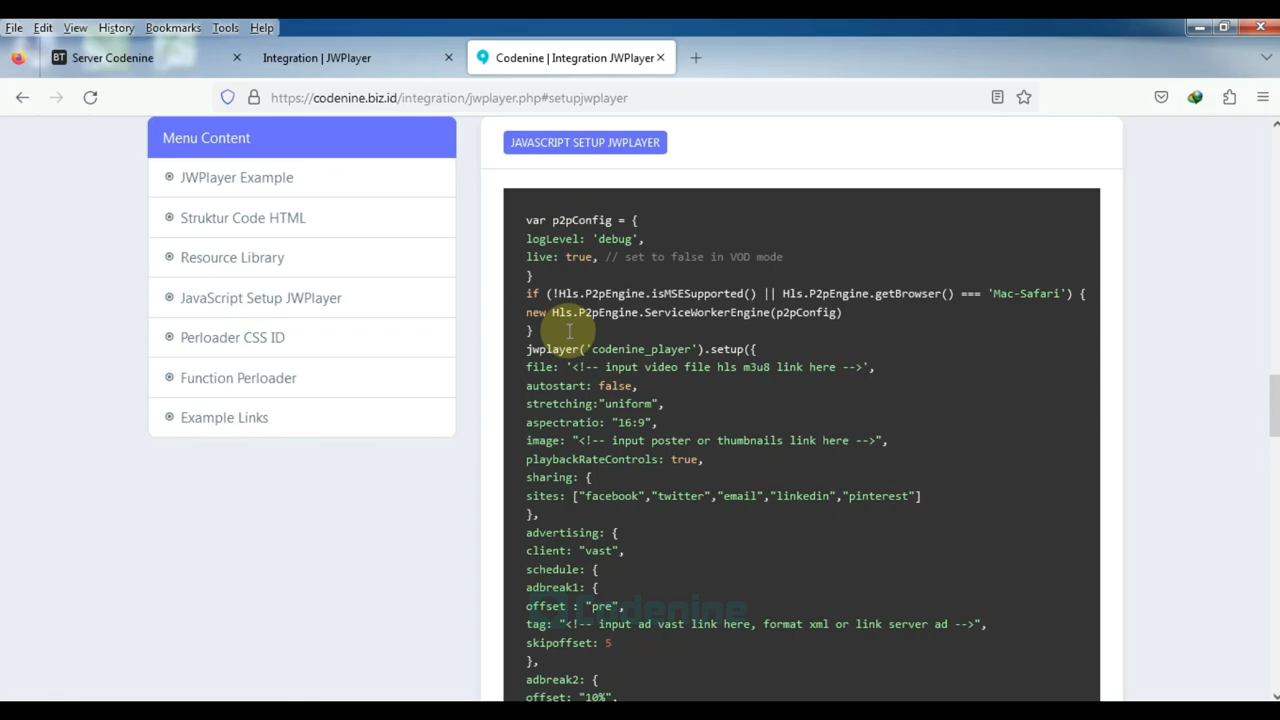 File Edit View History Bookmarks Tools Help
BT Server Codenine
Integration | JWPlayer
Codenine | Integration JWPlayer
https://codenine.biz.id/integration/jwplayer.php#setupjwplayer
Menu Content
JWPlayer Example
Struktur Code HTML
Resource Library
JavaScript Setup JWPlayer
Perloader CSS ID
Function Perloader
Example Links
JAVASCRIPT SETUP JWPLAYER
var p2pConfig = {
logLevel: 'debug',
live: true, // set to false in VOD mode
}
if (!Hls.P2pEngine.isMSESupported() || Hls.P2pEngine.getBrowser() === 'Mac-Safari') {
new Hls.P2pEngine.ServiceWorkerEngine(p2pConfig)
}
jwplayer('codenine_player').setup({
file: '<!-- input video file hls m3u8 link here -->',
autostart: false,
stretching:"uniform",
aspectratio: "16:9",
image: "<!-- input poster or thumbnails link here -->",
playbackRateControls: true,
sharing: {
sites: ["facebook","twitter","email","linkedin","pinterest"]
},
advertising: {
client: "vast",
schedule: {
adbreak1: {
offset : "pre",
Codenine
tag: "<!-- input ad vast link here, format xml or link server ad -->",
skipoffset: 5
},
adbreak2: {
offset: "10%",